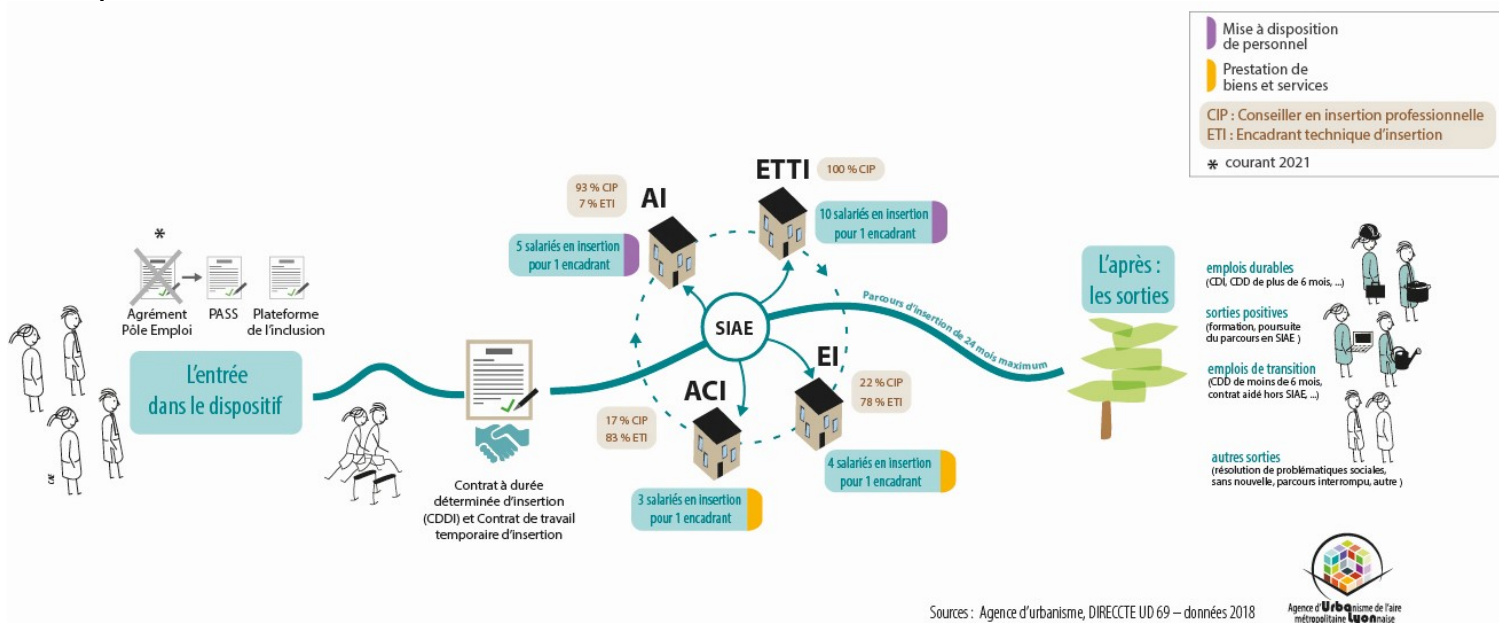 Mise à disposition
de personnel
Prestation de
biens et services
CIP : Conseiller en insertion professionnelle
ETI : Encadrant technique d'insertion
* courant 2021
*
Agrément
Pôle Emploi
PASS
Plateforme
de l'inclusion
L'entrée
dans le dispositif
Contrat à durée
déterminée d'insertion
(CDDI) et Contrat de travail
temporaire d'insertion
SIAE
93 % CIP
7 % ETI
AI
5 salariés en insertion
pour 1 encadrant
ETTI
100 % CIP
10 salariés en insertion
pour 1 encadrant
ACI
17 % CIP
83 % ETI
3 salariés en insertion
pour 1 encadrant
EI
22 % CIP
78 % ETI
4 salariés en insertion
pour 1 encadrant
Parcours d'insertion de 24 mois maximum
L'après :
les sorties
emplois durables
(CDI, CDD de plus de 6 mois, ...)
sorties positives
(formation, poursuite
du parcours en SIAE )
emplois de transition
(CDD de moins de 6 mois,
contrat aidé hors SIAE, ...)
autres sorties
(résolution de problématiques sociales,
sans nouvelle, parcours interrompu, autre )
Sources : Agence d'urbanisme, DIRECCTE UD 69 – données 2018
Agence d'Urbanisme de l'aire
métropolitaine Lyonnaise